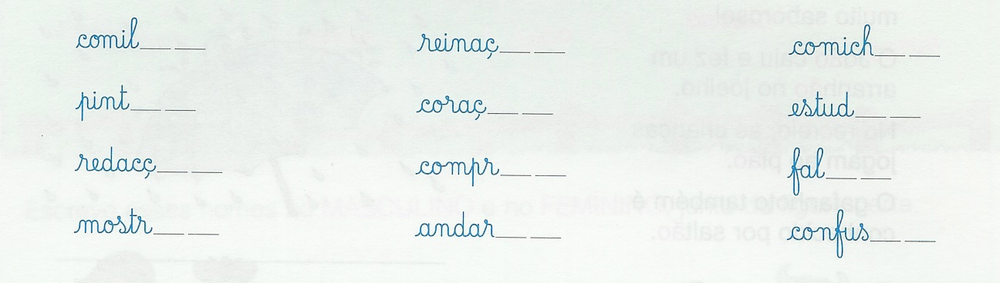 comil__ __ reinaç__ __ comich__ __
pint__ __ coraç__ __ estud__ __
redacç__ __ compr__ __ fal__ __
mostr__ __ andar__ __ confus__ __